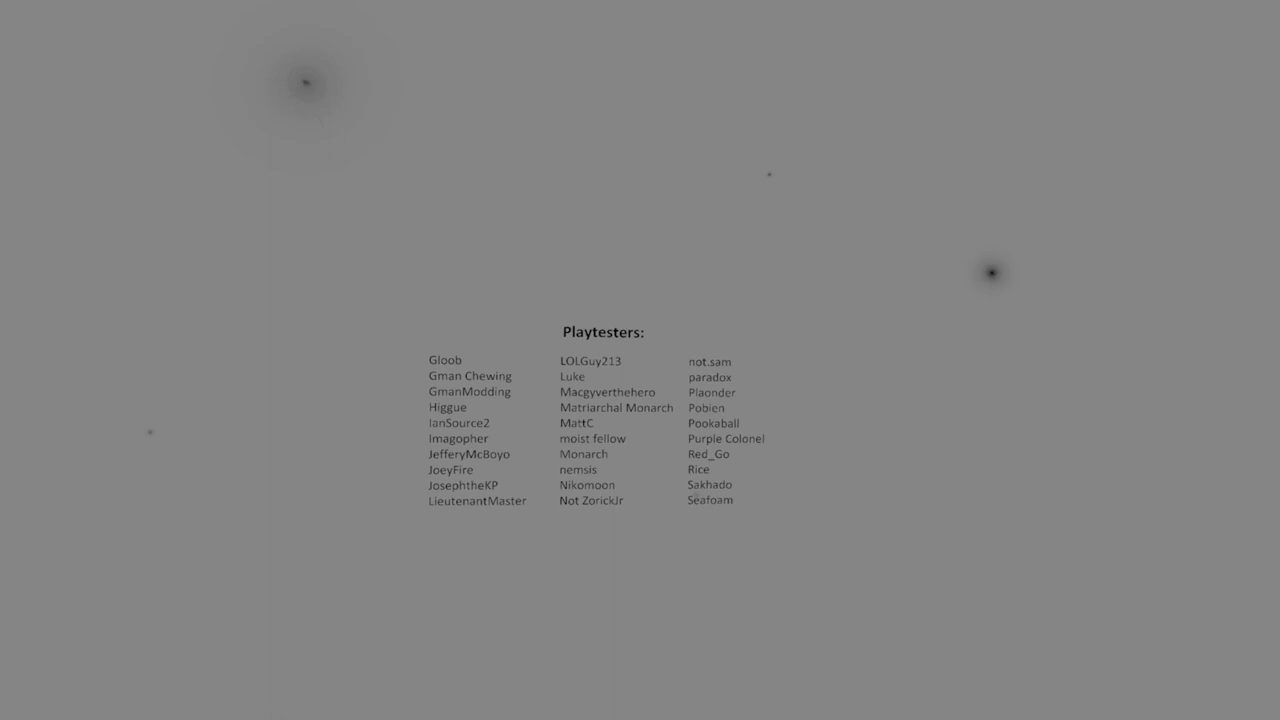 Playtesters:
Gloob
Gman Chewing
GmanModding
Higgue
IanSource2
Imagopher
JefferyMcBoyo
JoeyFire
JosephtheKP
LieutenantMaster
LOLGuy213
Luke
Macgyverthehero
Matriarchal Monarch
MattC
moist fellow
Monarch
nemsis
Nikomoon
Not ZorickJr
not.sam
paradox
Plaonder
Pobien
Pookaball
Purple Colonel
Red_Go
Rice
Sakhado
Seafoam